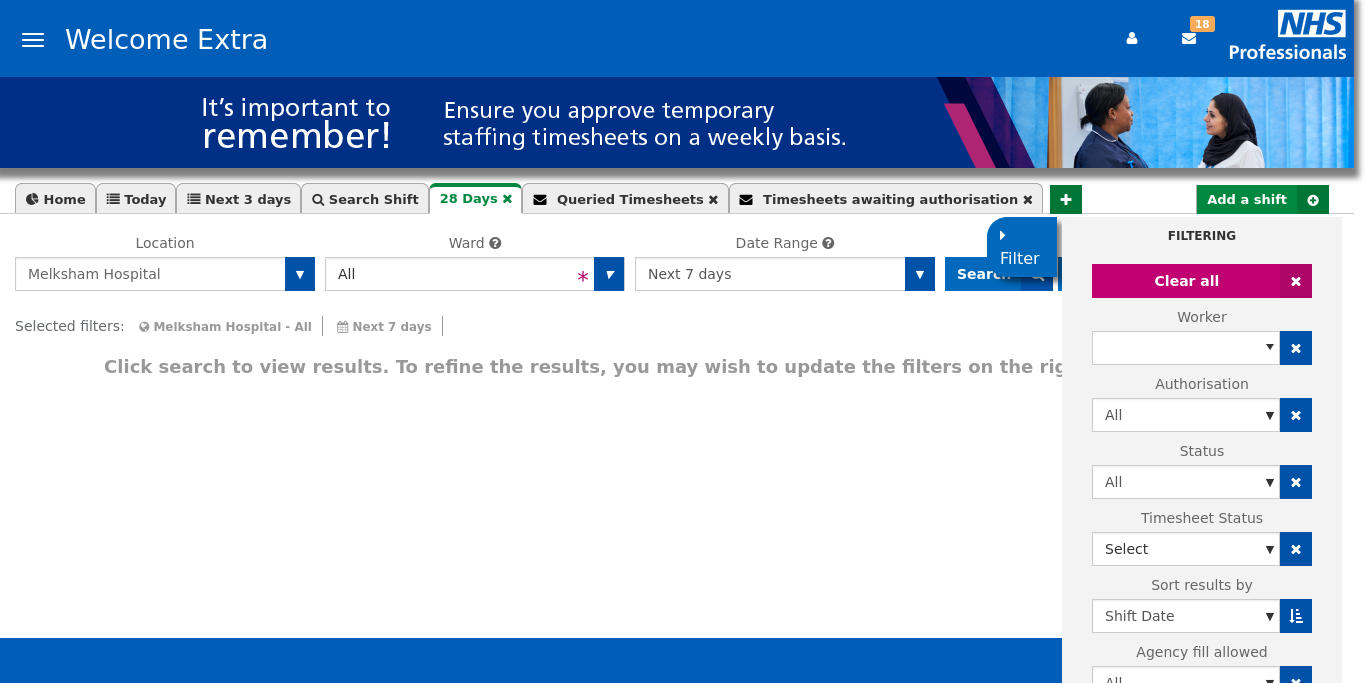 Welcome Extra
18
NHS
Professionals
It's important to
remember!
Ensure you approve temporary
staffing timesheets on a weekly basis.
Home
Today
Next 3 days
Search Shift
28 Days
Queried Timesheets
Timesheets awaiting authorisation
Add a shift
Location
Ward
Date Range
Filter
Melksham Hospital
All
*
Next 7 days
Search
Selected filters:
Melksham Hospital - All
Next 7 days
Click search to view results. To refine the results, you may wish to update the filters on the
FILTERING
Clear all
Worker
Authorisation
All
Status
All
Timesheet Status
Select
Sort results by
Shift Date
Agency fill allowed
All